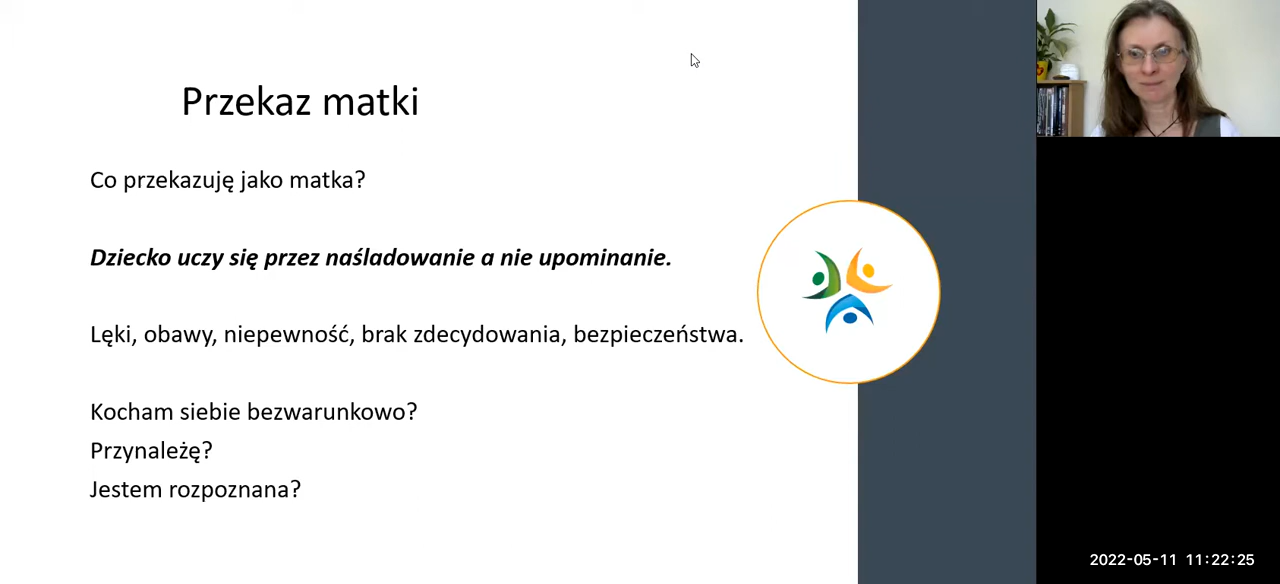 Przekaz matki
Co przekazuję jako matka?
Dziecko uczy się przez naśladowanie a nie upominanie.
Lęki, obawy, niepewność, brak zdecydowania, bezpieczeństwa.
Kocham siebie bezwarunkowo?
Przynależę?
Jestem rozpoznana?
2022-05-11 11:22:25